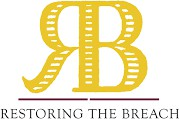 RB
RESTORING THE BREACH